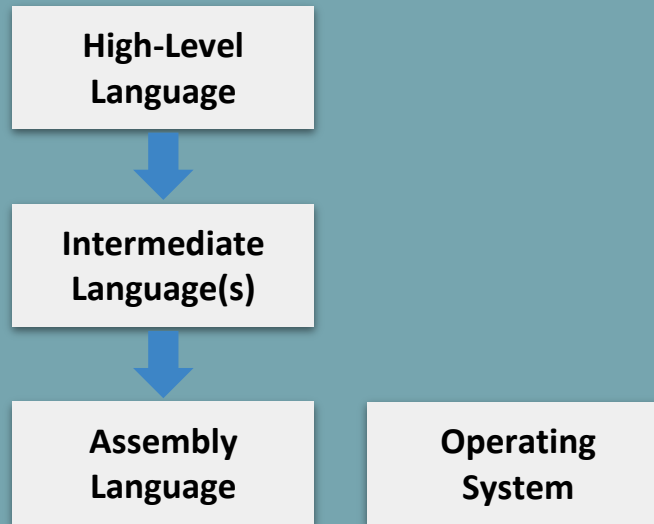 High-Level
Language
Intermediate
Language(s)
Assembly
Language
Operating
System